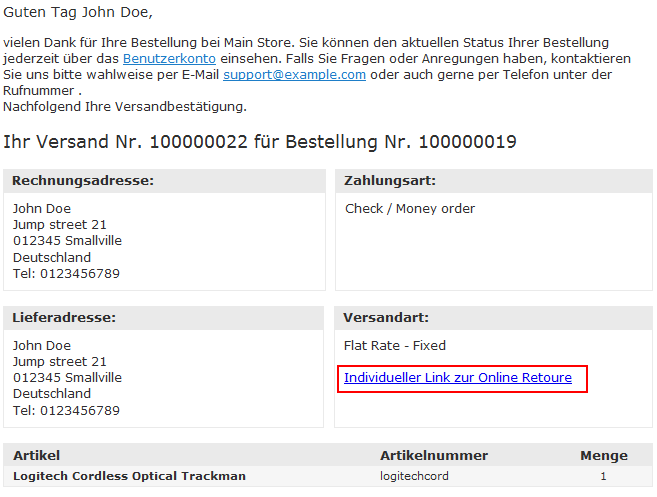 Guten Tag John Doe,
vielen Dank für Ihre Bestellung bei Main Store. Sie können den aktuellen Status Ihrer Bestellung
jederzeit über das Benutzerkonto einsehen. Falls Sie Fragen oder Anregungen haben, kontaktieren
Sie uns bitte wahlweise per E-Mail support@example.com oder auch gerne per Telefon unter der
Rufnummer .
Nachfolgend Ihre Versandbestätigung.
Ihr Versand Nr. 100000022 für Bestellung Nr. 100000019
Rechnungsadresse:
John Doe
Jump street 21
012345 Smallville
Deutschland
Tel: 0123456789
Zahlungsart:
Check / Money order
Lieferadresse:
John Doe
Jump street 21
012345 Smallville
Deutschland
Tel: 0123456789
Versandart:
Flat Rate - Fixed
Individueller Link zur Online Retoure
Artikel Artikelnummer Menge
Logitech Cordless Optical Trackman logitechcord 1